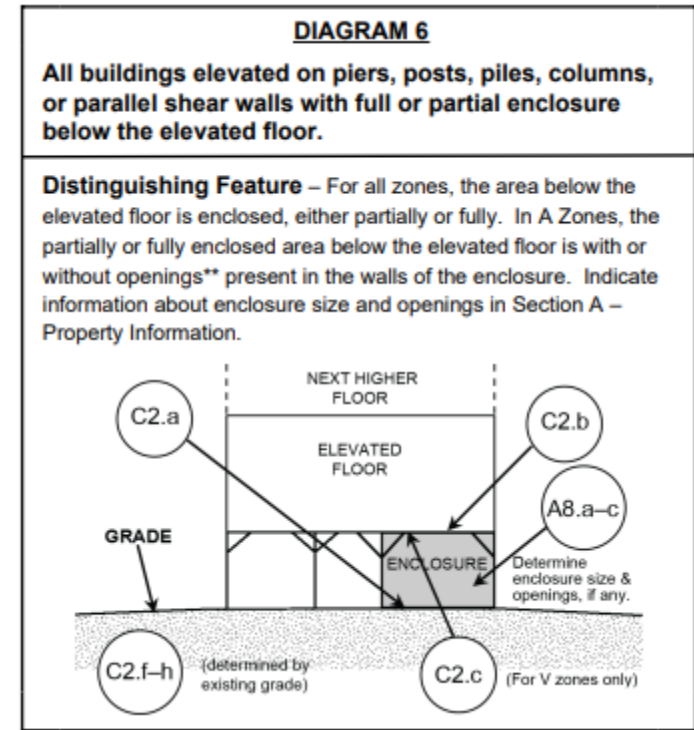 DIAGRAM 6
All buildings elevated on piers, posts, piles, columns,
or parallel shear walls with full or partial enclosure
below the elevated floor.
Distinguishing Feature – For all zones, the area below the
elevated floor is enclosed, either partially or fully. In A Zones, the
partially or fully enclosed area below the elevated floor is with or
without openings** present in the walls of the enclosure. Indicate
information about enclosure size and openings in Section A –
Property Information.
NEXT HIGHER
FLOOR
C2.a
C2.b
ELEVATED
FLOOR
A8.a–c
GRADE
ENCLOSURE
Determine
enclosure size &
openings, if any.
C2.f–h
(determined by
existing grade)
C2.c
(For V zones only)